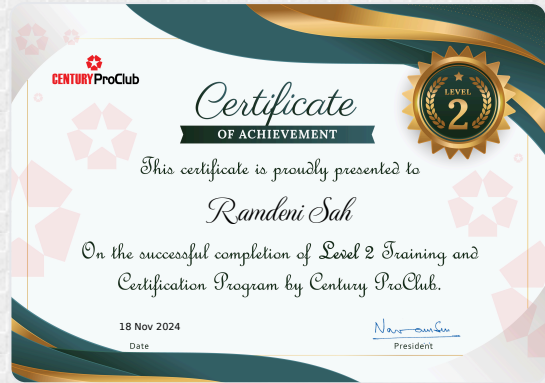 CENTURY ProClub
LEVEL
2
Certificate
OF ACHIEVEMENT
This certificate is proudly presented to
Ramdeni Sah
On the successful completion of Level 2 Training and
Certification Program by Century ProClub.
18 Nov 2024
Date
President